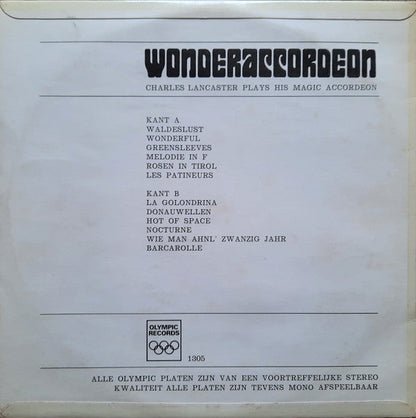 WONDERACCORDEON
CHARLES LANCASTER PLAYS HIS MAGIC ACCORDEON
KANT A
WALDESLUST
WONDERFUL
GREENSLEEVES
MELODIE IN F
ROSEN IN TIROL
LES PATINEURS
KANT B
LA GOLONDRINA
DONAUWELLEN
HOT OF SPACE
NOCTURNE
WIE MAN AHNL' ZWANZIG JAHR
BARCAROLLE
OLYMPIC
RECORDS
1305
ALLE OLYMPIC PLATEN ZIJN VAN EEN VOORTREFFELIJKE STEREO
KWALITEIT ALLE PLATEN ZIJN TEVENS MONO AFSPEELBAAR